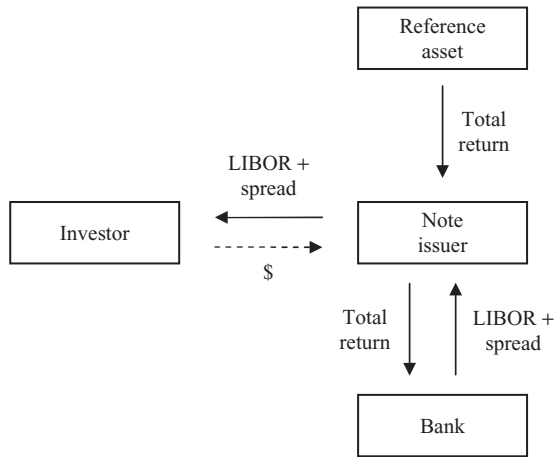 Reference
asset
Total
return
LIBOR +
spread
Investor
Note
issuer
$
Total
return
LIBOR +
spread
Bank